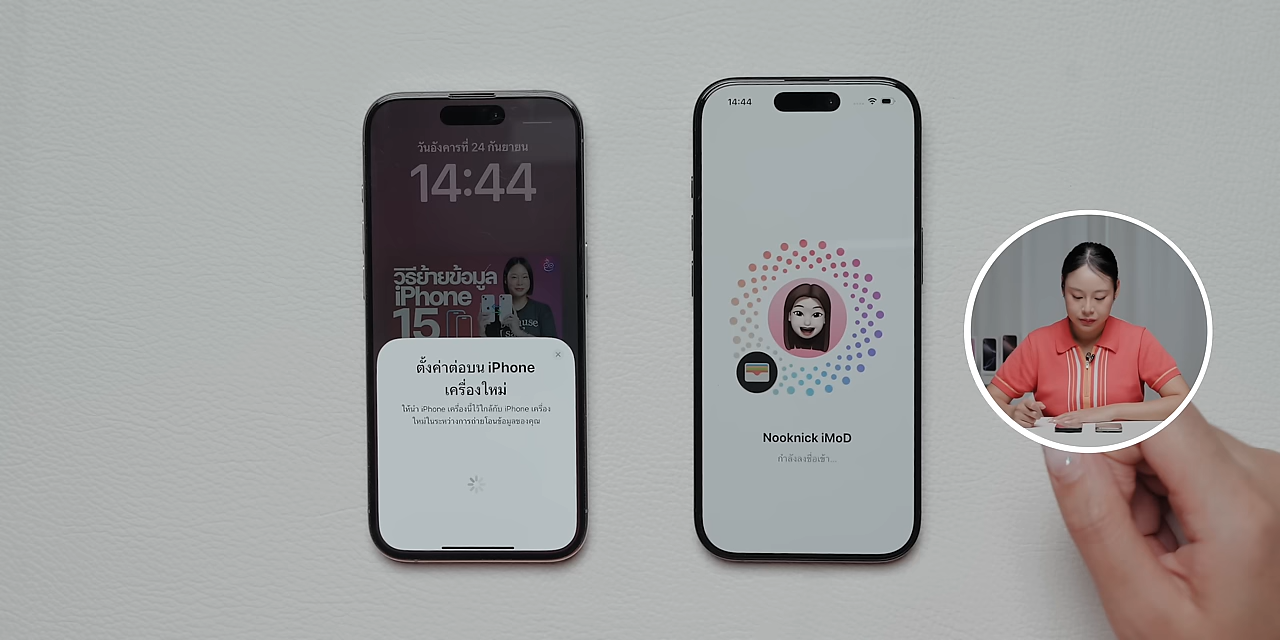 วันอังคารที่ 24 กันยายน
14:44
วิธีย้ายข้อมูล
iPhone
15
ตั้งค่าต่อบน iPhone
เครื่องใหม่
ให้นำ iPhone เครื่องนี้ไว้ใกล้กับ iPhone เครื่อง
ใหม่ในระหว่างการถ่ายโอนข้อมูลของคุณ
14:44
Nooknick iMoD
กำลังลงชื่อเข้า...